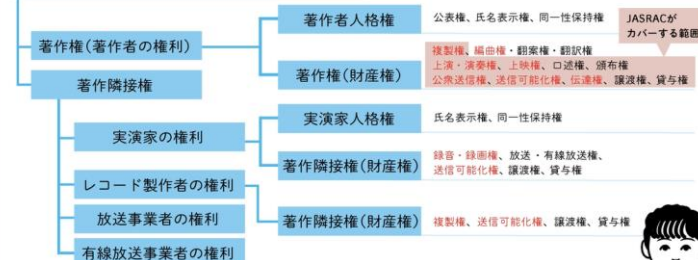 著作者人格権
公表権、氏名表示権、同一性保持権
JASRACが
カバーする範囲
著作権(著作者の権利)
著作権(財産権)
複製権、編曲権・翻案権・翻訳権
上演・演奏権、上映権、口述権、頒布権
公衆送信権、送信可能化権、伝達権、譲渡権、貸与権
著作隣接権
実演家の権利
実演家人格権
氏名表示権、同一性保持権
著作隣接権(財産権)
録音・録画権、放送・有線放送権、
送信可能化権、譲渡権、貸与権
レコード製作者の権利
著作隣接権(財産権)
複製権、送信可能化権、譲渡権、貸与権
放送事業者の権利
有線放送事業者の権利